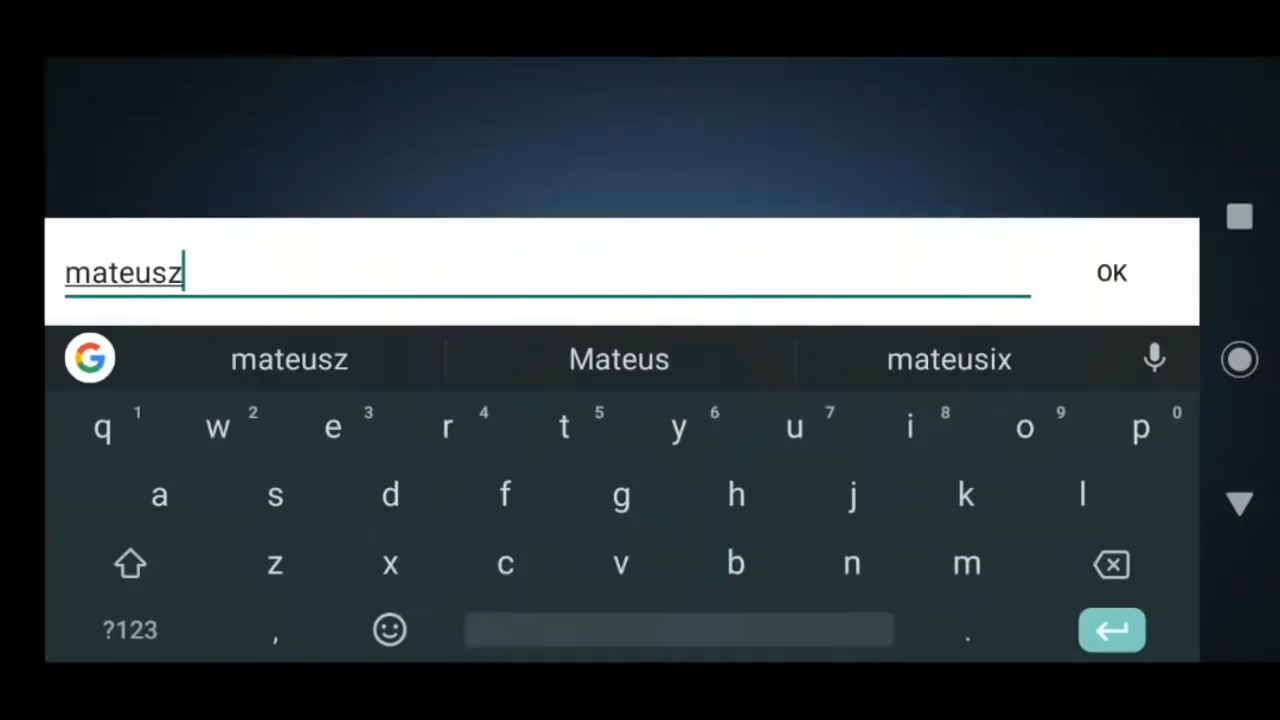 mateusz
OK
G mateusz Mateus mateusix
q 1 w 2 e 3 r 4 t 5 y 6 u 7 i 8 o 9 p 0
a s d f g h j k l
z x c v b n m
?123 , .